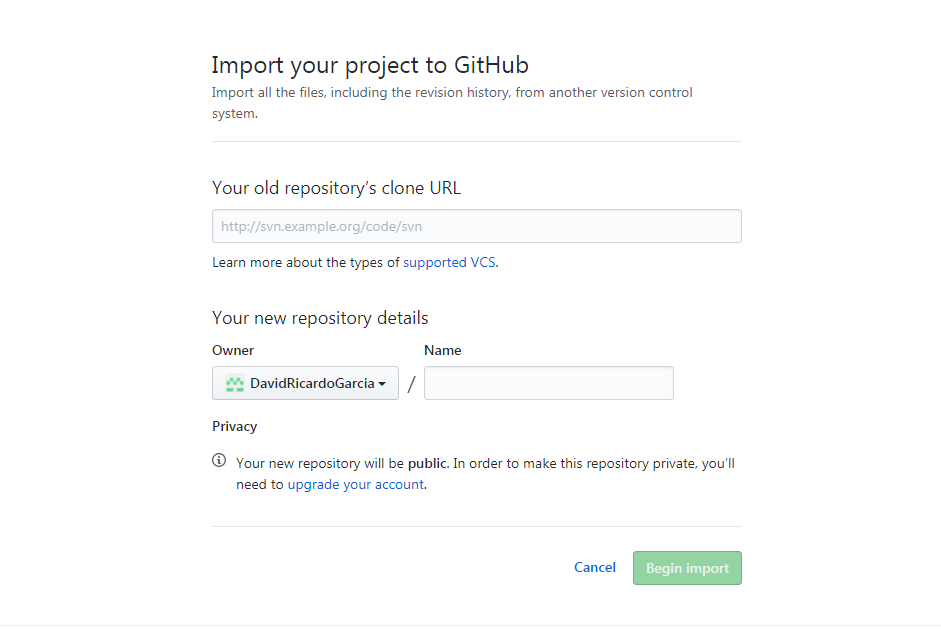 Import your project to GitHub
Import all the files, including the revision history, from another version control
system.
Your old repository’s clone URL
http://svn.example.org/code/svn
Learn more about the types of supported VCS.
Your new repository details
Owner Name
DavidRicardoGarcia /
Privacy
Your new repository will be public. In order to make this repository private, you’ll
need to upgrade your account.
Cancel Begin import